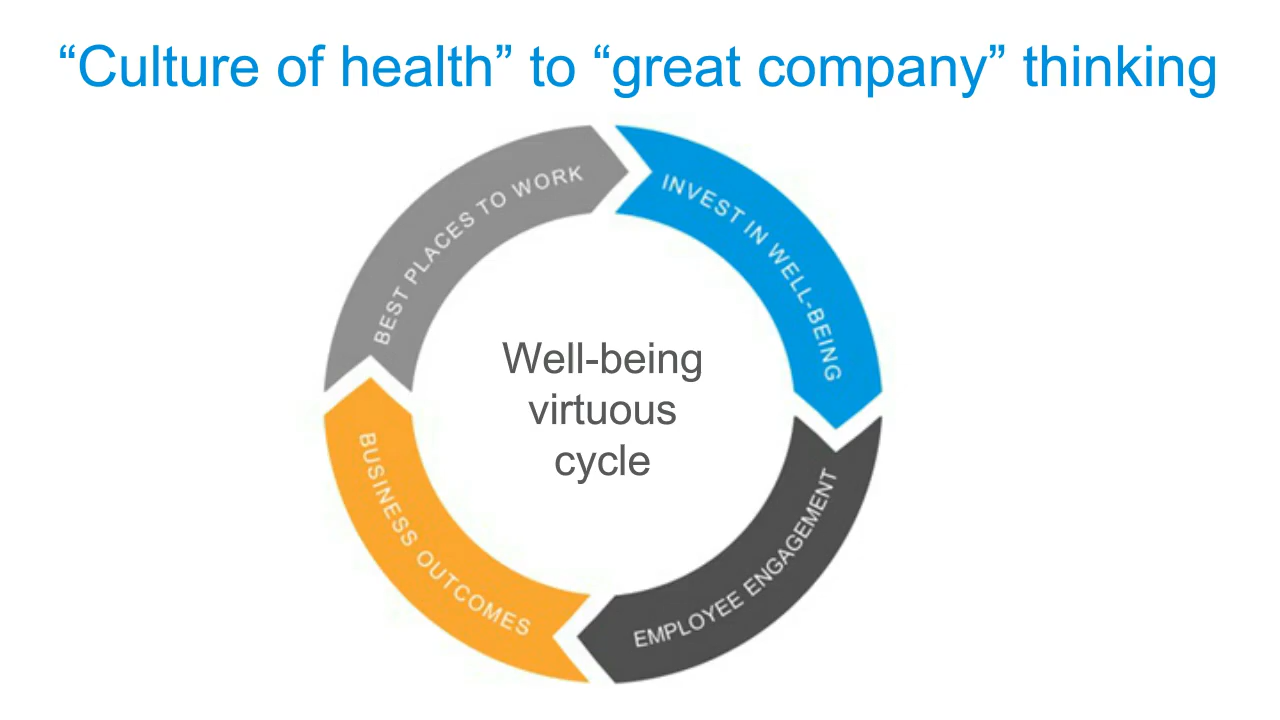 “Culture of health” to “great company” thinking
BEST PLACES TO WORK
INVEST IN WELL-BEING
Well-being
virtuous
cycle
BUSINESS OUTCOMES
EMPLOYEE ENGAGEMENT